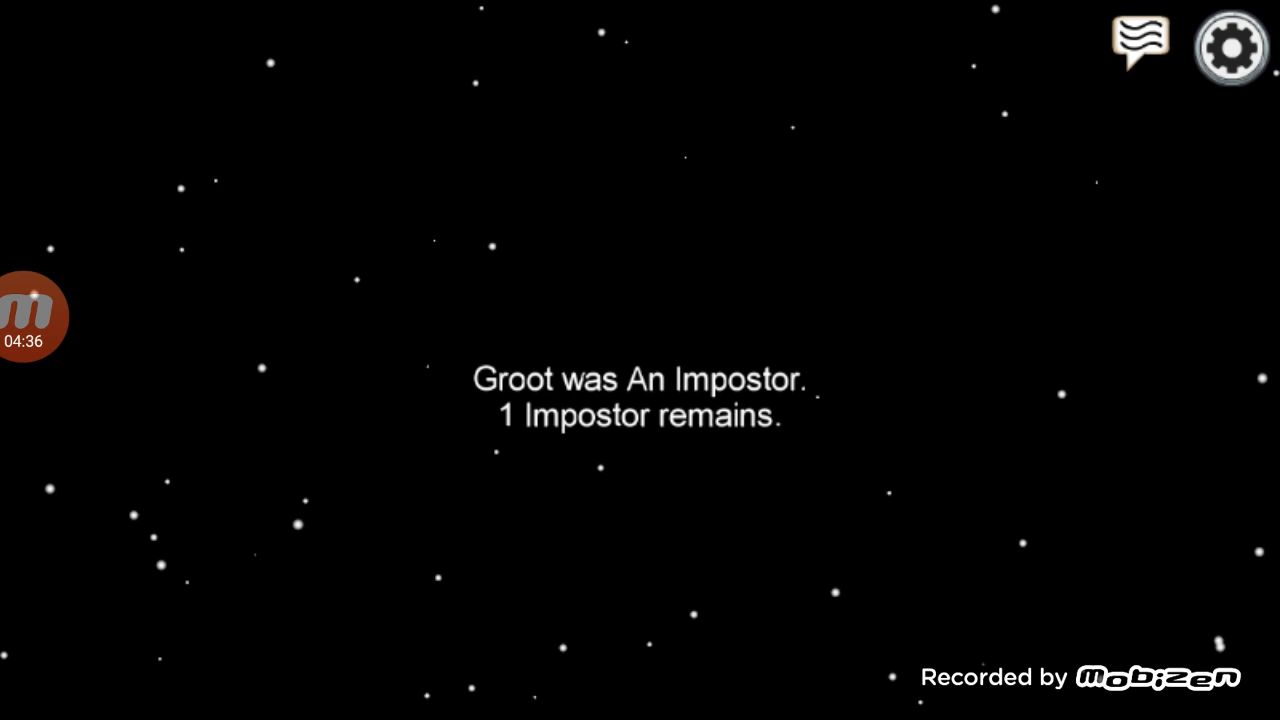 04:36
Groot was An Impostor.
1 Impostor remains.
Recorded by mobizen